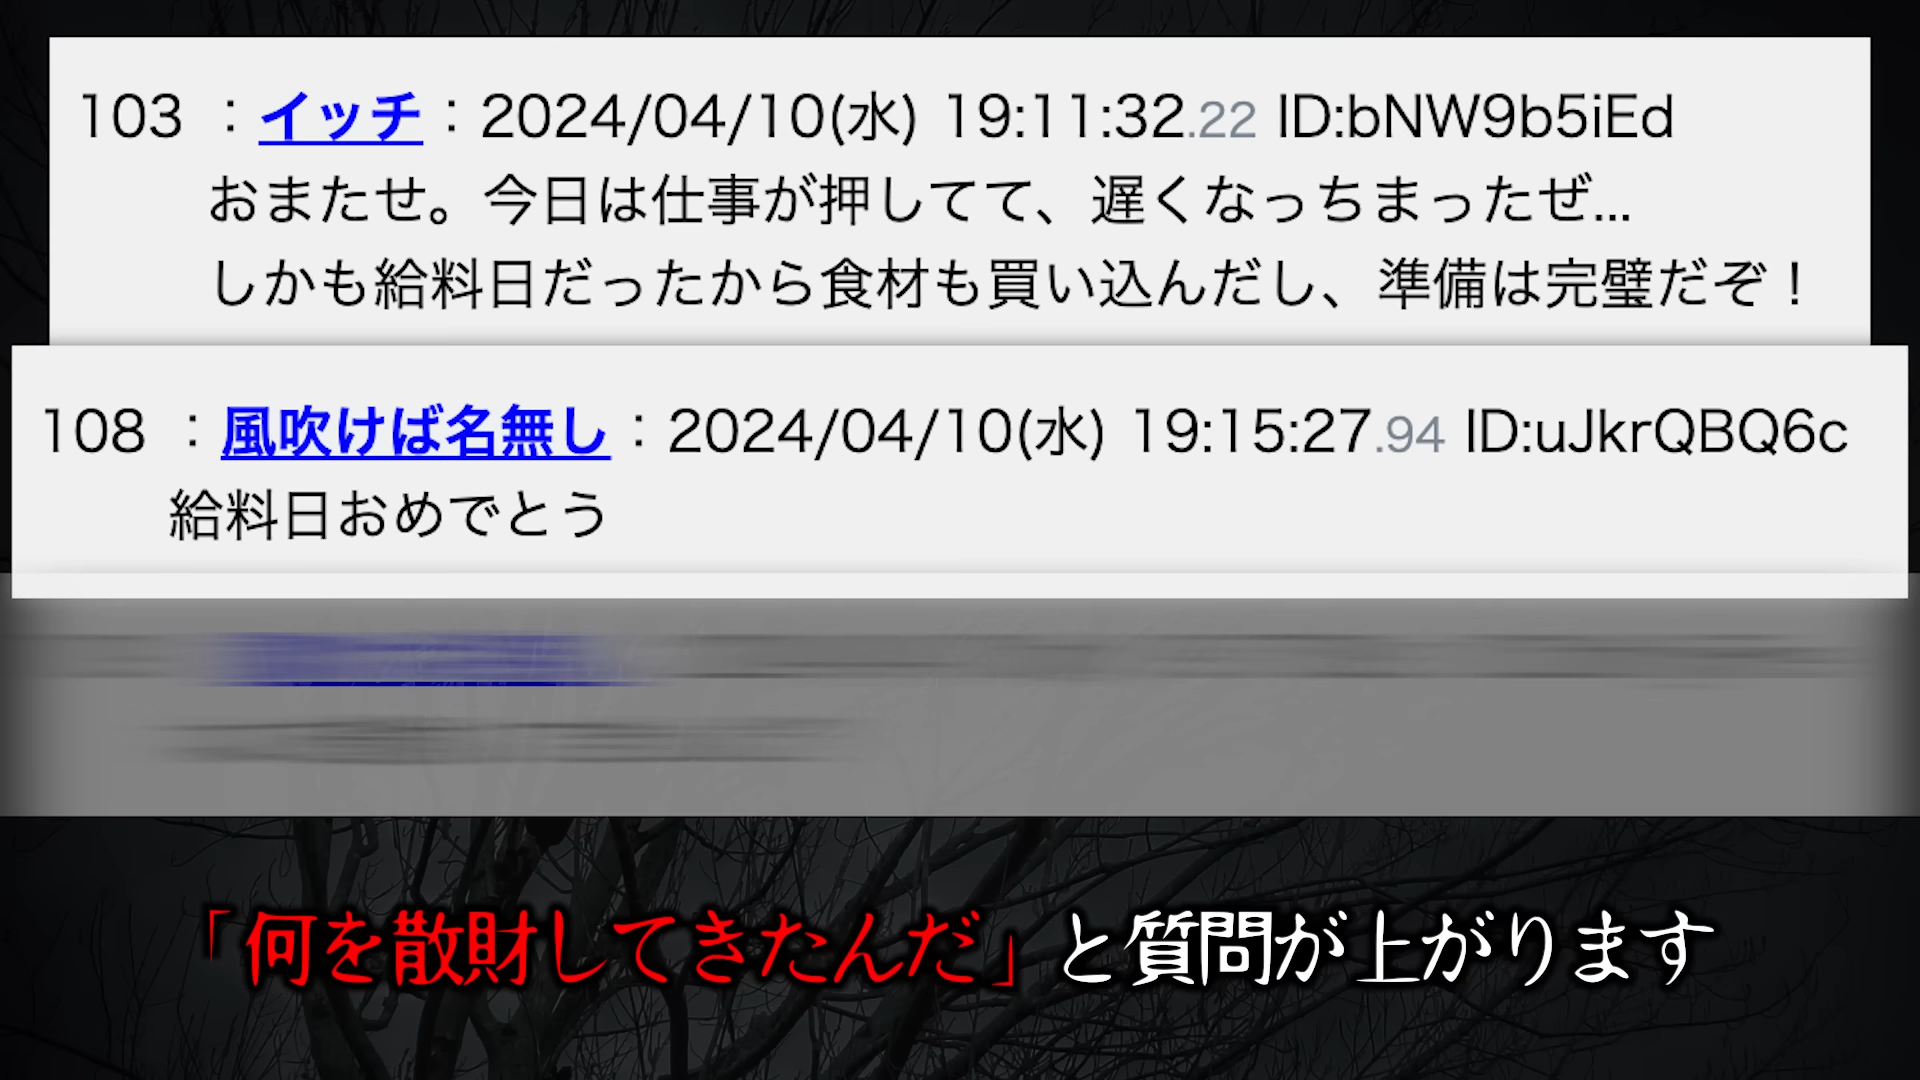 103 ：イッチ：2024/04/10(水) 19:11:32.22 ID:bNW9b5iEd
おまたせ。今日は仕事が押してて、遅くなっちまったぜ...
しかも給料日だったから食材も買い込んだし、準備は完璧だぞ！
108 ：風吹けば名無し：2024/04/10(水) 19:15:27.94 ID:uJkrQBQ6c
給料日おめでとう
「何を散財してきたんだ」と質問が上がります